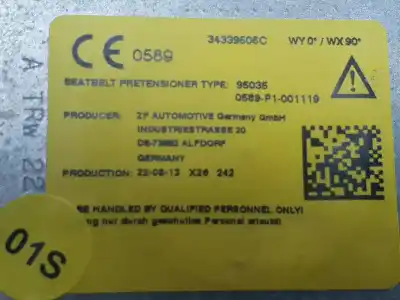 CE 0589 34339606C WY 0° / WX 90°
SEATBELT PRETENSIONER TYPE: 95035
0589-P1-001119
PRODUCER: ZF AUTOMOTIVE Germany GmbH
INDUSTRIESTRASSE 20
DE-73553 ALFDORF
GERMANY
PRODUCTION: 22-08-12 X26 242
BE HANDLED BY QUALIFIED PERSONNEL ONLY!
nur durch geschultes Personal erlaubt!
A TRW 22
01S